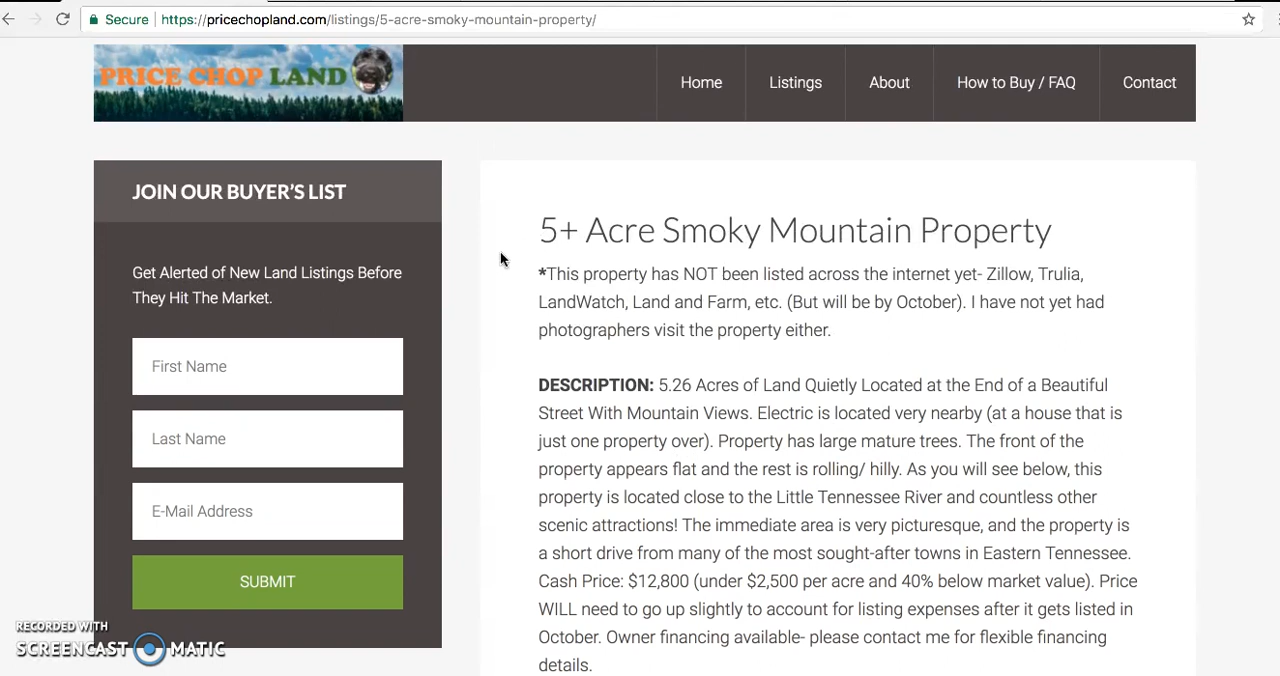 Secure https://pricechopland.com/listings/5-acre-smoky-mountain-property/
PRICE CHOP LAND
Home Listings About How to Buy / FAQ Contact
JOIN OUR BUYER'S LIST
Get Alerted of New Land Listings Before
They Hit The Market.
First Name
Last Name
E-Mail Address
SUBMIT
5+ Acre Smoky Mountain Property
*This property has NOT been listed across the internet yet- Zillow, Trulia,
LandWatch, Land and Farm, etc. (But will be by October). I have not yet had
photographers visit the property either.
DESCRIPTION: 5.26 Acres of Land Quietly Located at the End of a Beautiful
Street With Mountain Views. Electric is located very nearby (at a house that is
just one property over). Property has large mature trees. The front of the
property appears flat and the rest is rolling/ hilly. As you will see below, this
property is located close to the Little Tennessee River and countless other
scenic attractions! The immediate area is very picturesque, and the property is
a short drive from many of the most sought-after towns in Eastern Tennessee.
Cash Price: $12,800 (under $2,500 per acre and 40% below market value). Price
WILL need to go up slightly to account for listing expenses after it gets listed in
October. Owner financing available- please contact me for flexible financing
details.
RECORDED WITH
SCREENCAST MATIC